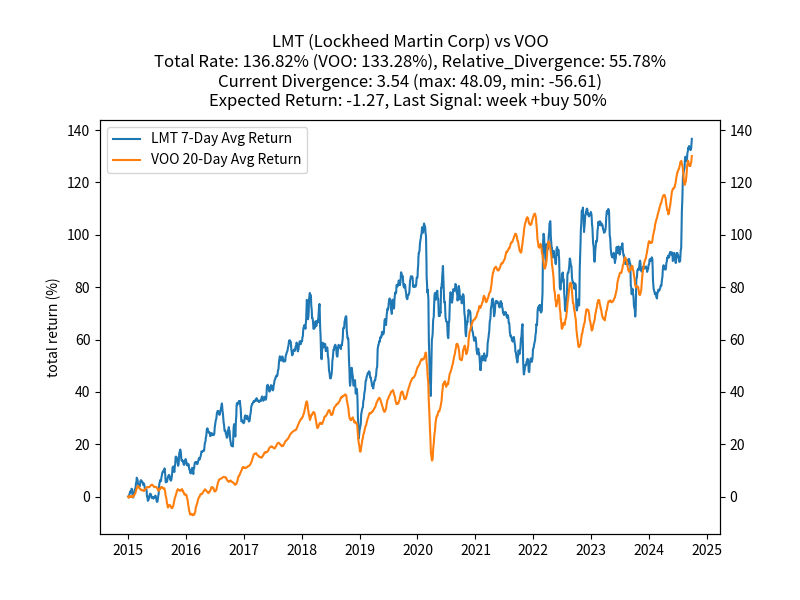 LMT (Lockheed Martin Corp) vs VOO
Total Rate: 136.82% (VOO: 133.28%), Relative_Divergence: 55.78%
Current Divergence: 3.54 (max: 48.09, min: -56.61)
Expected Return: -1.27, Last Signal: week +buy 50%
LMT 7-Day Avg Return
VOO 20-Day Avg Return
total return (%)
140
120
100
80
60
40
20
0
140
120
100
80
60
40
20
0
2015 2016 2017 2018 2019 2020 2021 2022 2023 2024 2025